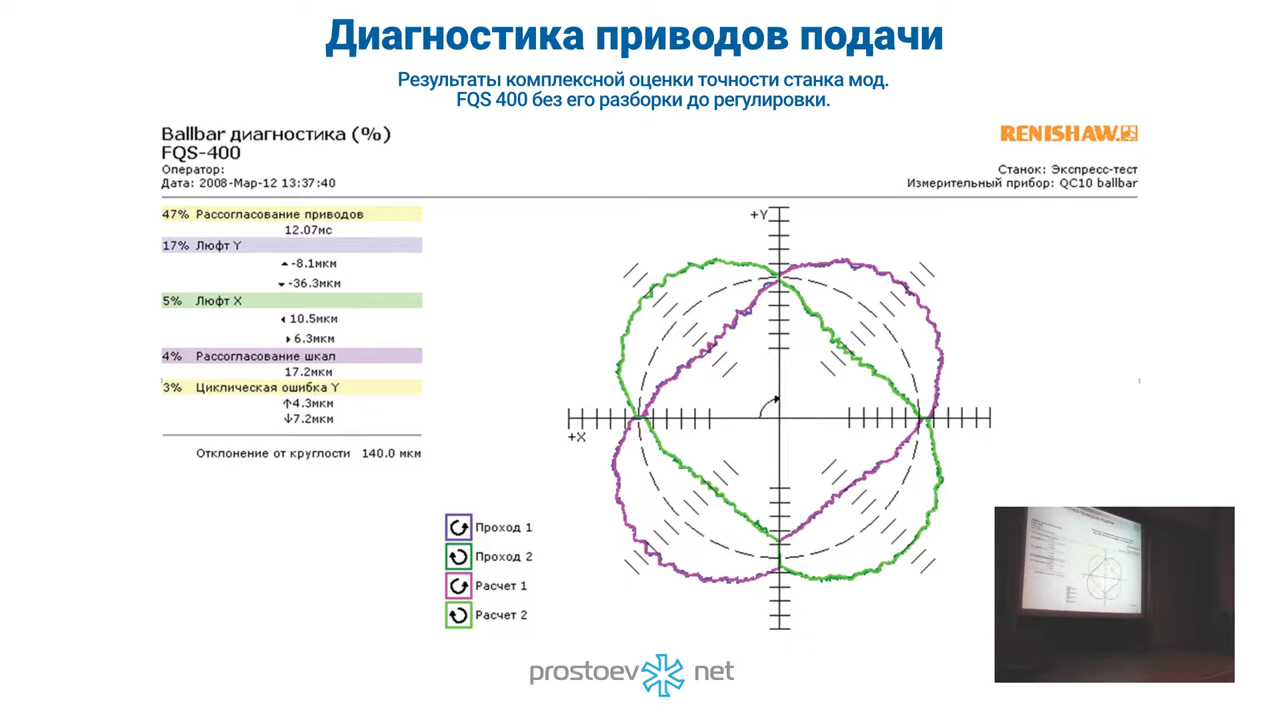 Диагностика приводов подачи
Результаты комплексной оценки точности станка мод.
FQS 400 без его разборки до регулировки.
Ballbar диагностика (%)
FQS-400
Оператор:
Дата: 2008-Мар-12 13:37:40
RENISHAW
Станок: Экспресс-тест
Измерительный прибор: QC10 ballbar
47% Рассогласование приводов
12.07мс
17% Люфт Y
-8.1мкм
-36.3мкм
5% Люфт X
10.5мкм
6.3мкм
4% Рассогласование шкал
17.2мкм
3% Циклическая ошибка Y
↑4.3мкм
↓7.2мкм
Отклонение от круглости 140.0 мкм
+Y
+X
Проход 1
Проход 2
Расчет 1
Расчет 2
prostoev net